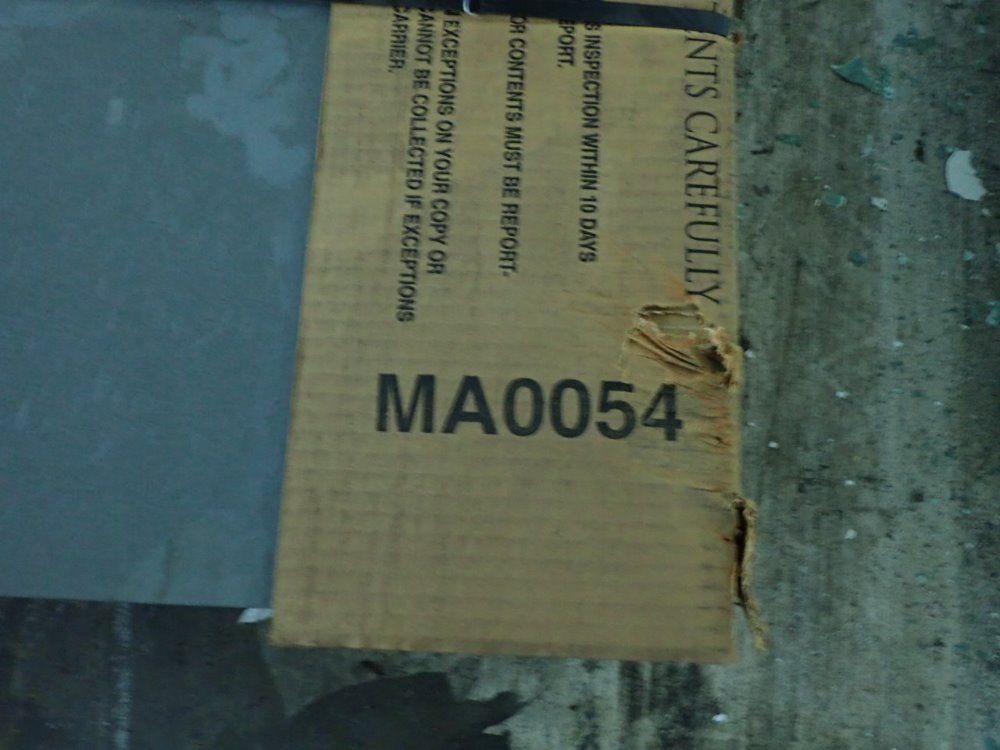 NTS CAREFULLY
INSPECTION WITHIN 10 DAYS
PORT.
OR CONTENTS MUST BE REPORT-
EXCEPTIONS ON YOUR COPY OR
ANNOT BE COLLECTED IF EXCEPTIONS
CARRIER.
MA0054